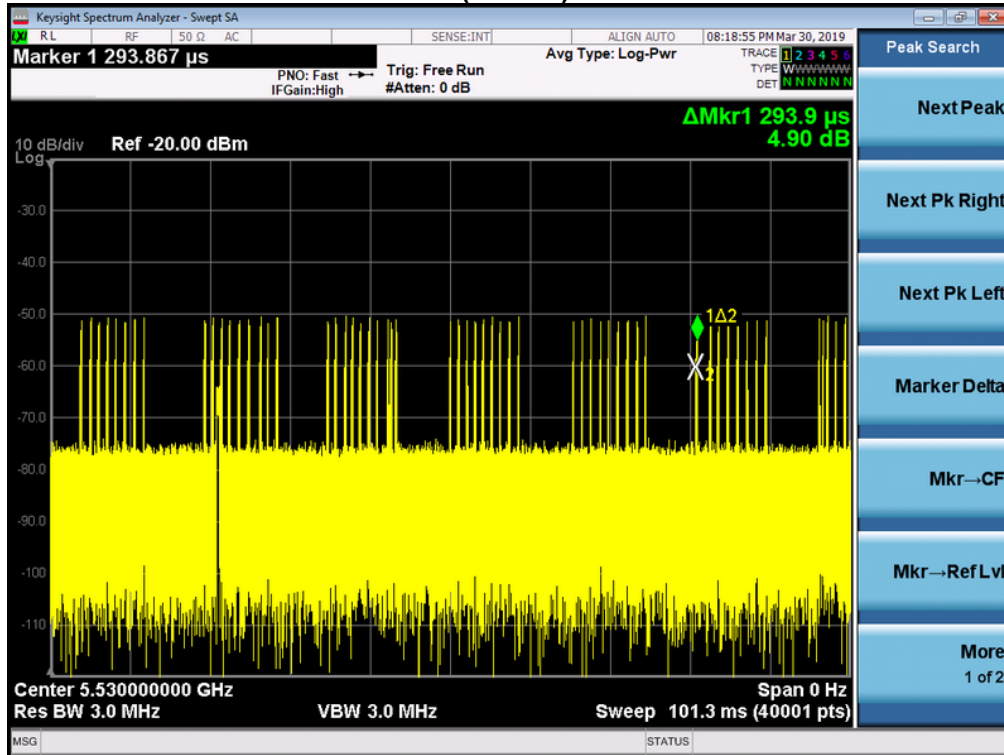 Keysight Spectrum Analyzer - Swept SA
LXI RL RF 50 Ω AC SENSE:INT ALIGN AUTO 08:18:55 PM Mar 30, 2019
Marker 1 293.867 µs
PNO: Fast
IFGain:High
Trig: Free Run
#Atten: 0 dB
Avg Type: Log-Pwr
TRACE 1 2 3 4 5 6
TYPE WWWWWW
DET N N N N N N
ΔMkr1 293.9 µs
4.90 dB
10 dB/div Ref -20.00 dBm
Log
-30.0
-40.0
-50.0
1Δ2
-60.0
2
-70.0
-80.0
-90.0
-100
-110
Center 5.530000000 GHz Span 0 Hz
Res BW 3.0 MHz VBW 3.0 MHz Sweep 101.3 ms (40001 pts)
MSG STATUS
Peak Search
Next Peak
Next Pk Right
Next Pk Left
Marker Delta
Mkr→CF
Mkr→Ref Lvl
More
1 of 2